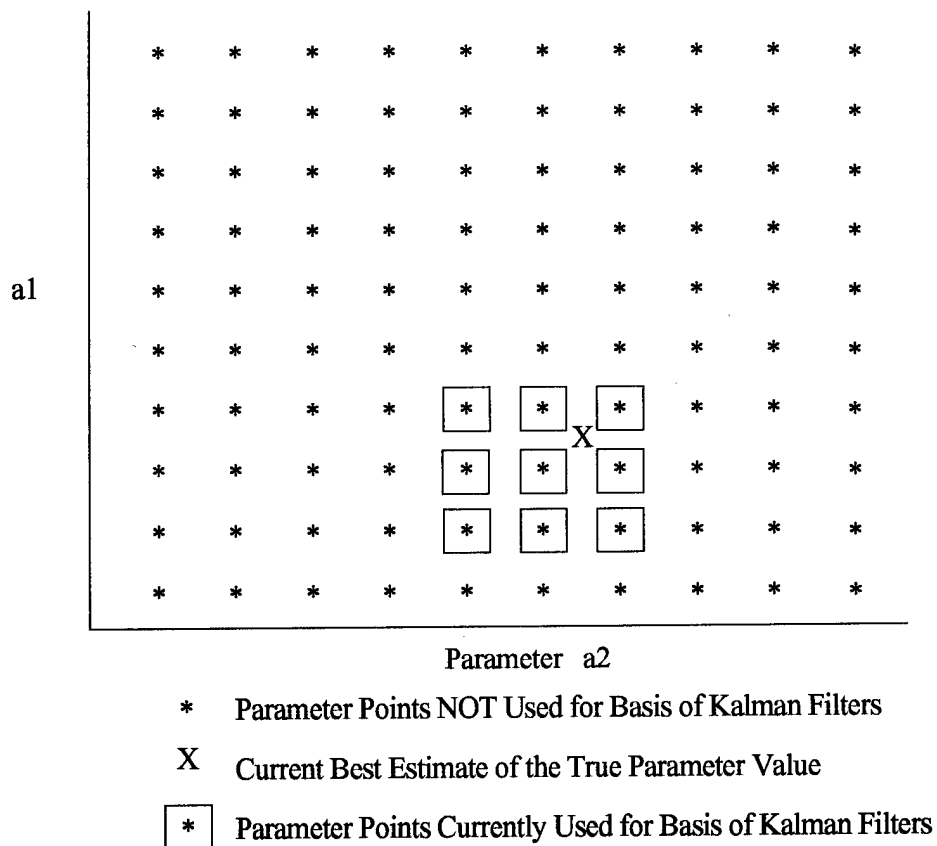 * * * * * * * * * *
* * * * * * * * * *
* * * * * * * * * *
* * * * * * * * * *
a1
* * * * * * * * * *
* * * * * * * * * *
* * * * * * * * * *
X
* * * * * * * * * *
* * * * * * * * * *
* * * * * * * * * *
Parameter a2
* Parameter Points NOT Used for Basis of Kalman Filters
X Current Best Estimate of the True Parameter Value
* Parameter Points Currently Used for Basis of Kalman Filters